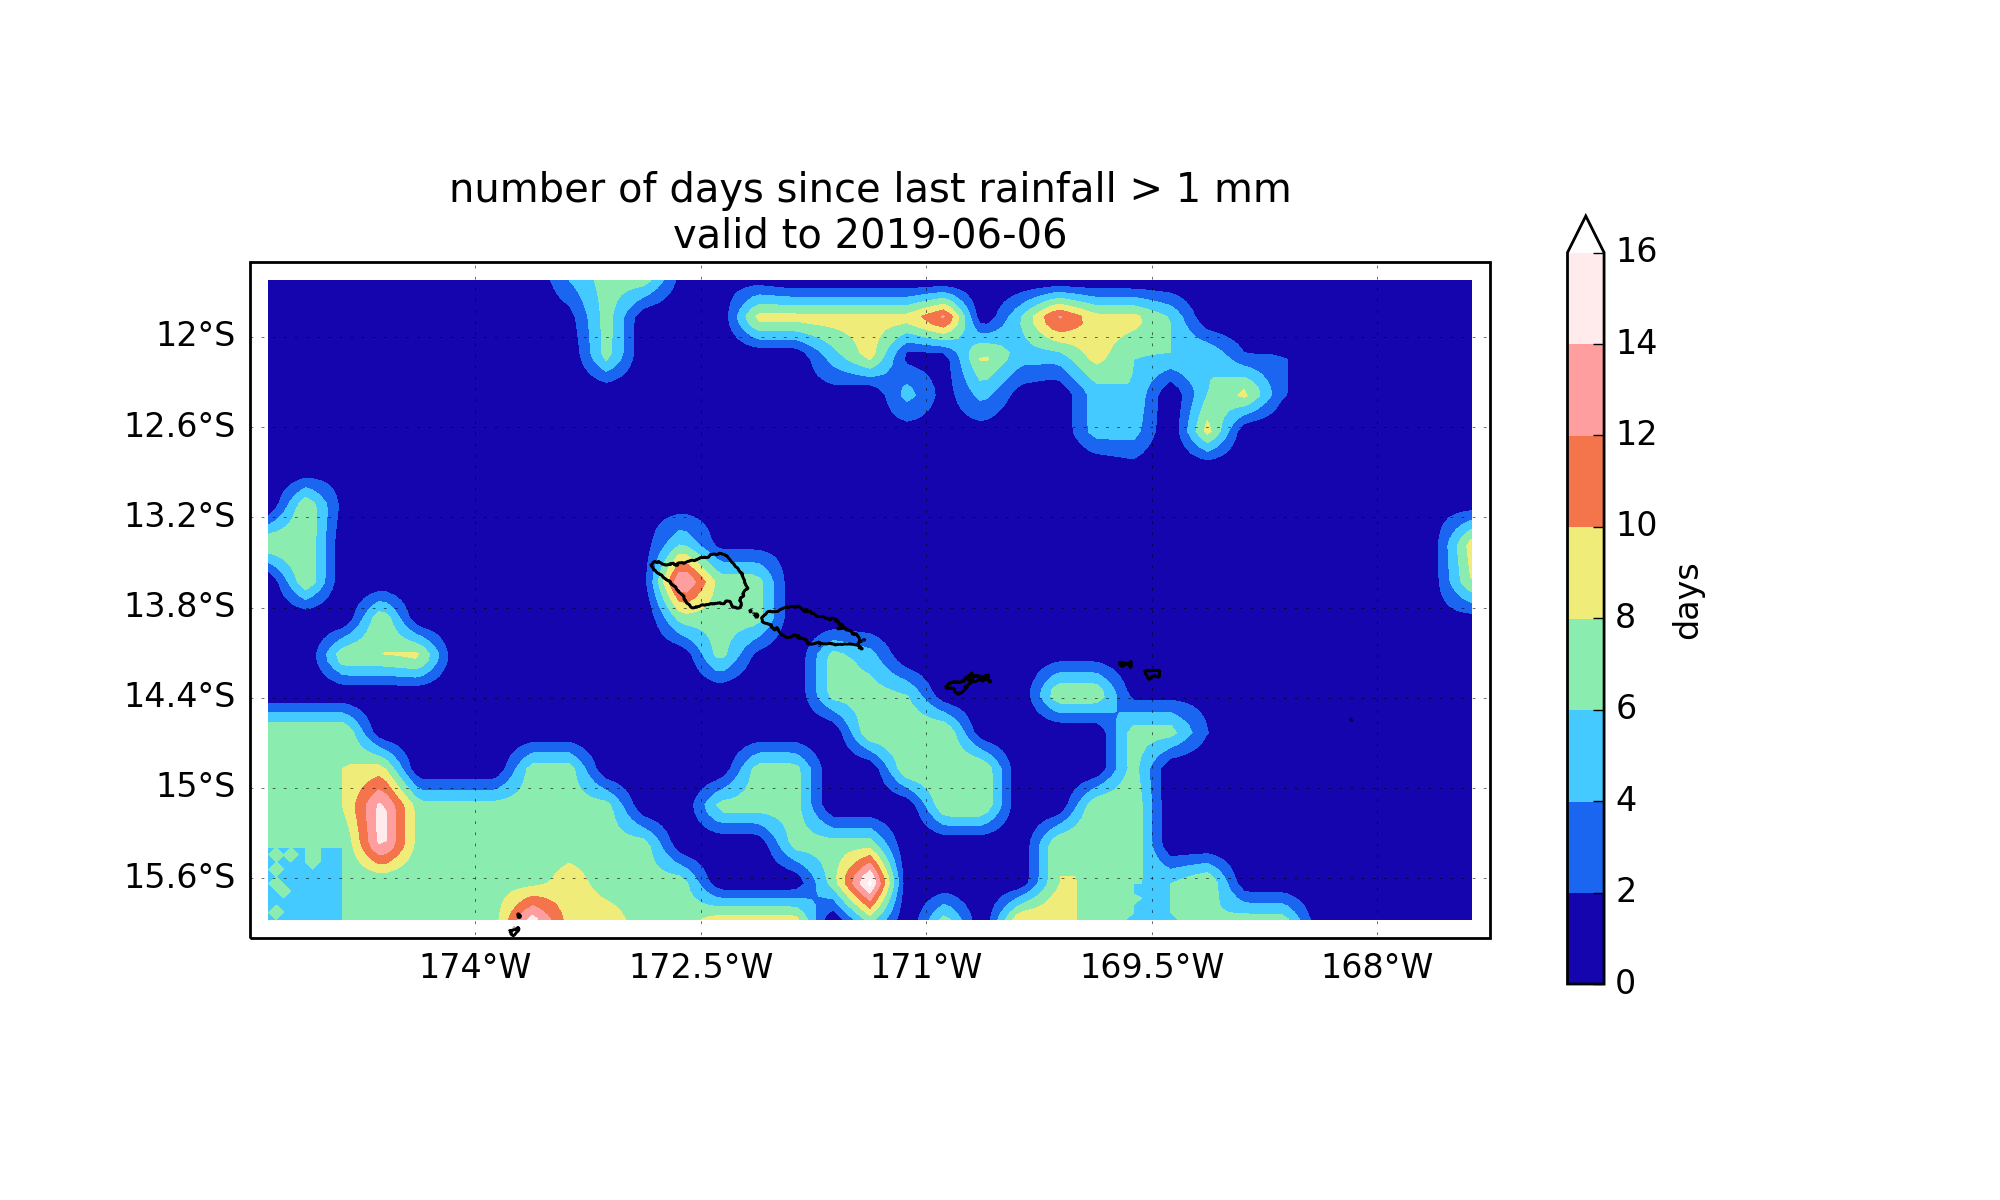 number of days since last rainfall > 1 mm
valid to 2019-06-06
12°S
12.6°S
13.2°S
13.8°S
14.4°S
15°S
15.6°S
174°W
172.5°W
171°W
169.5°W
168°W
16
14
12
10
8
6
4
2
0
days